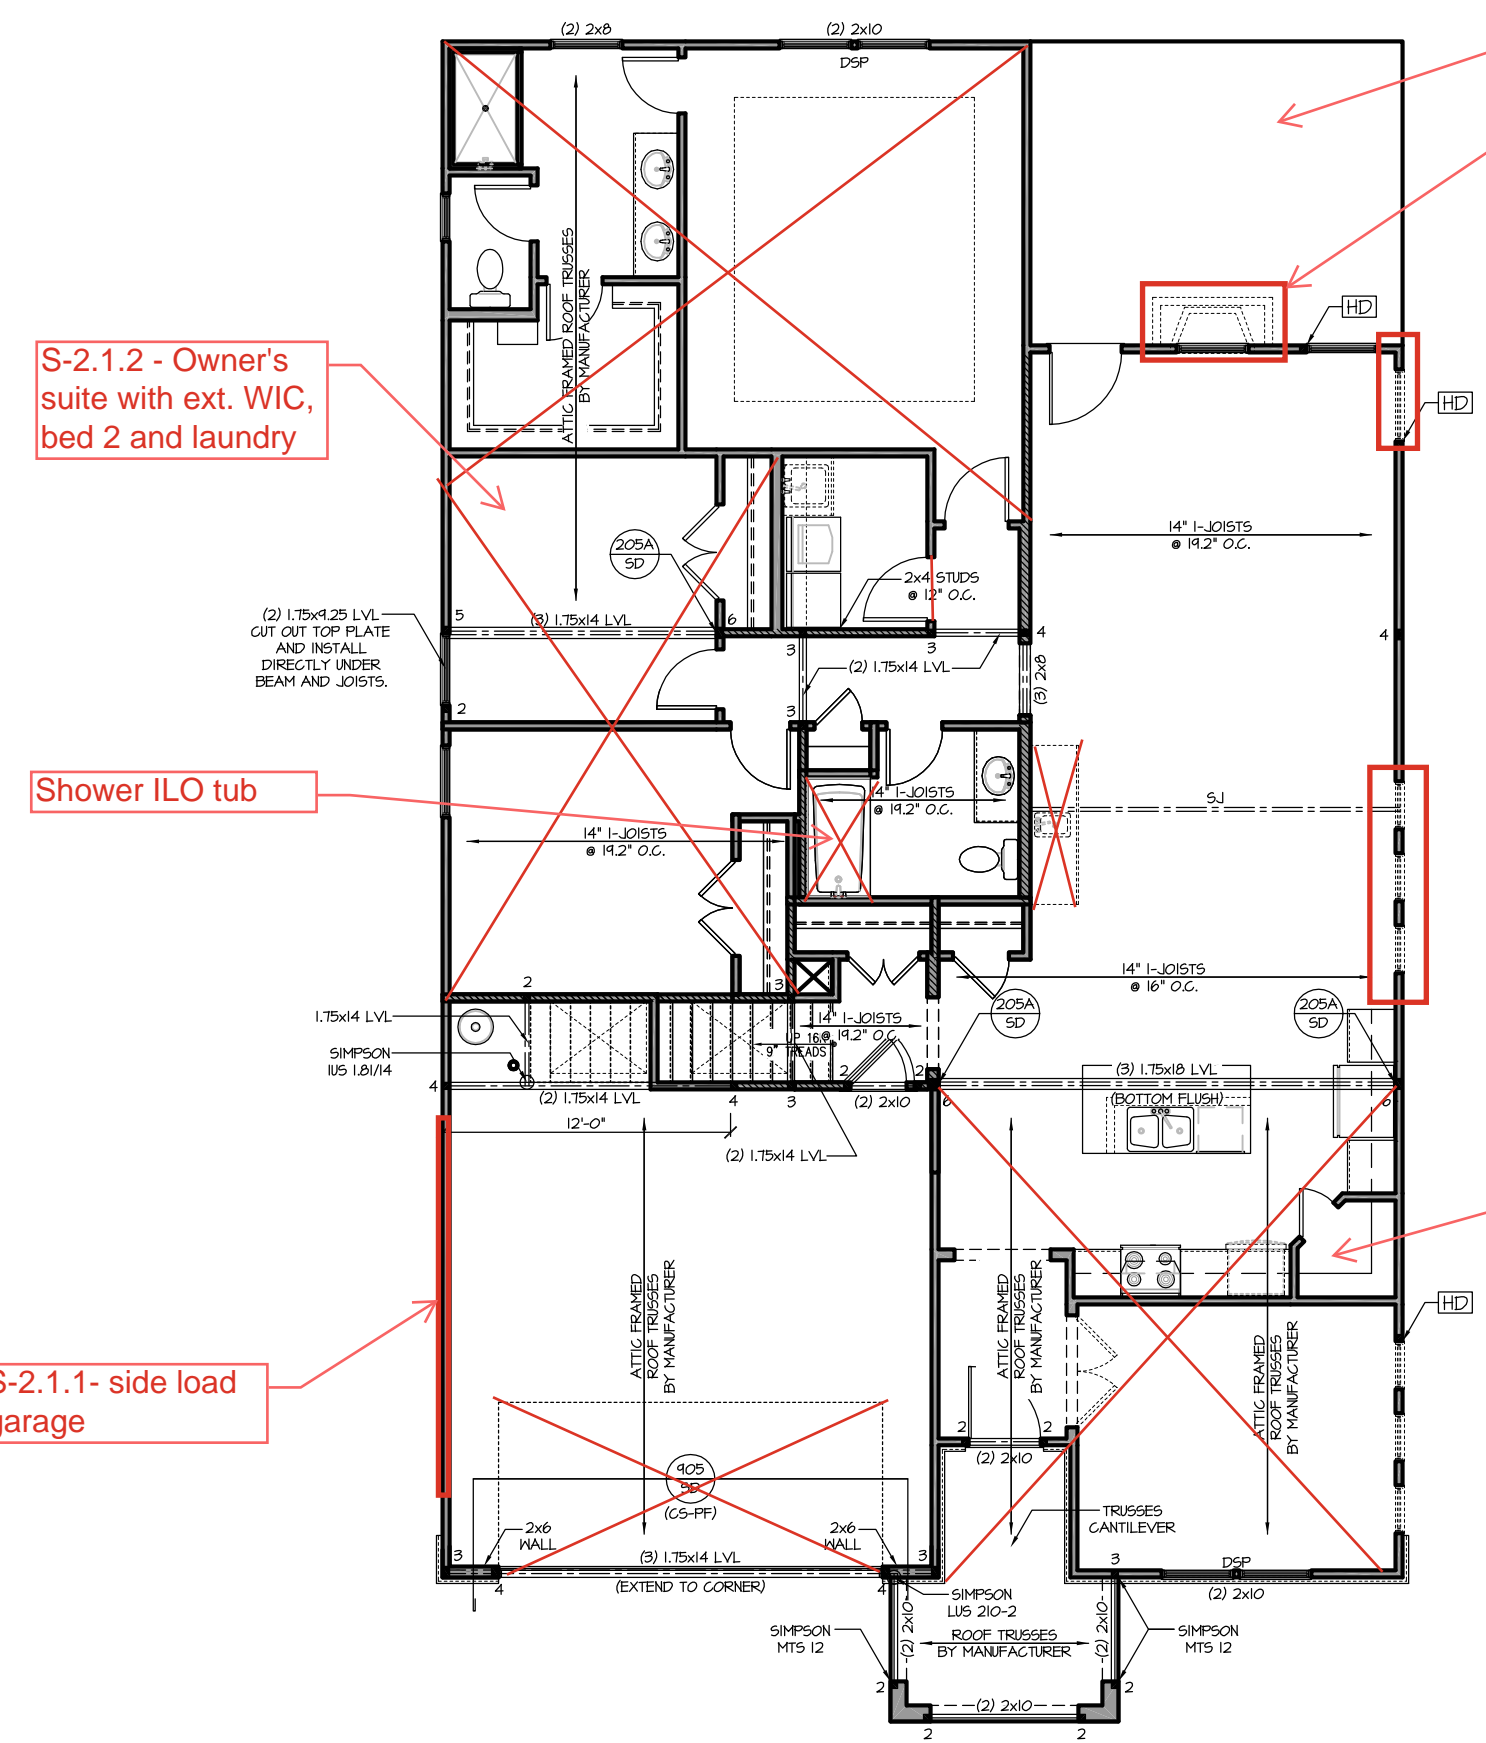 (2) 2x8
(2) 2x10
DSP
ATTIC FRAMED ROOF TRUSSES
BY MANUFACTURER
HD
HD
S-2.1.2 - Owner's
suite with ext. WIC,
bed 2 and laundry
14" I-JOISTS
@ 19.2" O.C.
205A
SD
2x4 STUDS
@ 12" O.C.
(2) 1.75x9.25 LVL
CUT OUT TOP PLATE
AND INSTALL
DIRECTLY UNDER
BEAM AND JOISTS.
5
(3) 1.75x14 LVL
6
3
3
4
4
(2) 1.75x14 LVL
(3) 2x8
2
3
Shower ILO tub
14" I-JOISTS
@ 19.2" O.C.
14" I-JOISTS
@ 19.2" O.C.
SJ
14" I-JOISTS
@ 16" O.C.
2
3
1.75x14 LVL
14" I-JOISTS
@ 19.2" O.C.
UP 16
9" TREADS
205A
SD
205A
SD
SIMPSON
IUS 1.81/14
4
(2) 1.75x14 LVL
4
3
2
2
(2) 2x10
6
(3) 1.75x18 LVL
(BOTTOM FLUSH)
6
12'-0"
(2) 1.75x14 LVL
ATTIC FRAMED
ROOF TRUSSES
BY MANUFACTURER
ATTIC FRAMED
ROOF TRUSSES
BY MANUFACTURER
ATTIC FRAMED
ROOF TRUSSES
BY MANUFACTURER
HD
S-2.1.1- side load
garage
905
SD
(CS-PF)
2
2
(2) 2x10
TRUSSES
CANTILEVER
2x6
WALL
2x6
WALL
3
3
(3) 1.75x14 LVL
(EXTEND TO CORNER)
4
4
3
DSP
(2) 2x10
SIMPSON
LUS 210-2
SIMPSON
MTS 12
(2) 2x10
ROOF TRUSSES
BY MANUFACTURER
(2) 2x10
SIMPSON
MTS 12
2
2
(2) 2x10
2
2